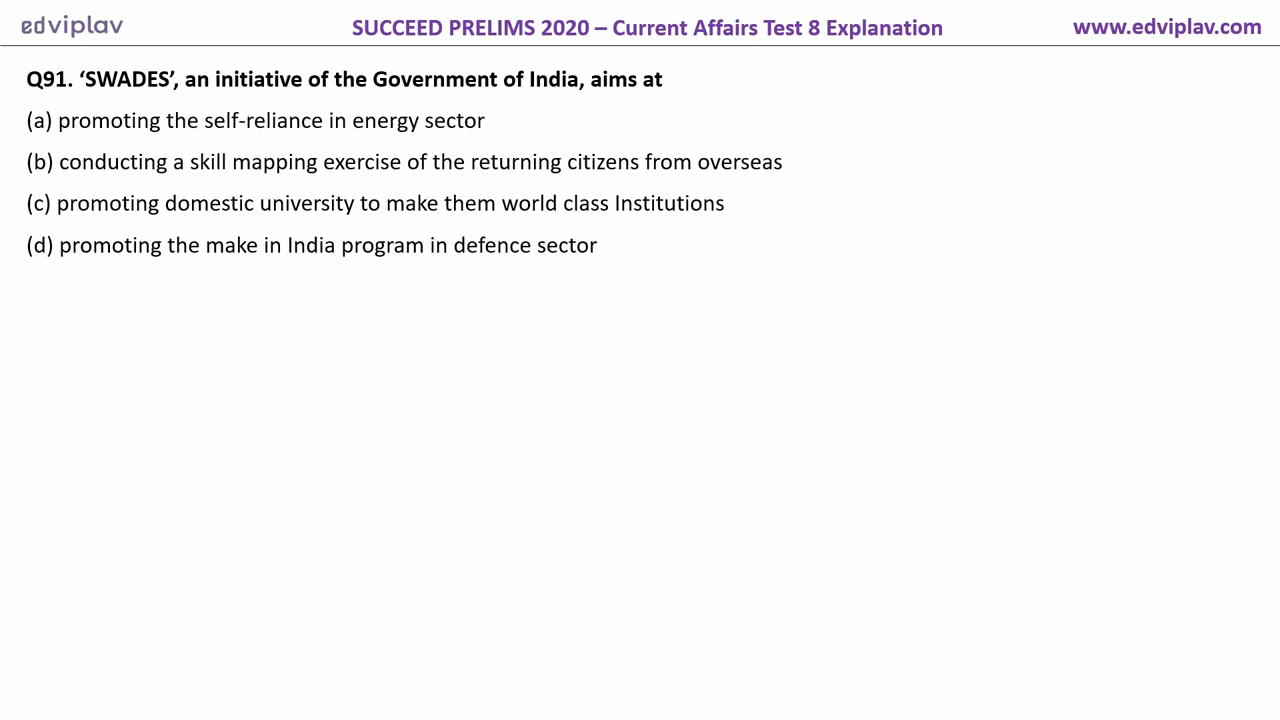 edviplav
SUCCEED PRELIMS 2020 – Current Affairs Test 8 Explanation
www.edviplav.com
Q91. ‘SWADES’, an initiative of the Government of India, aims at
(a) promoting the self-reliance in energy sector
(b) conducting a skill mapping exercise of the returning citizens from overseas
(c) promoting domestic university to make them world class Institutions
(d) promoting the make in India program in defence sector